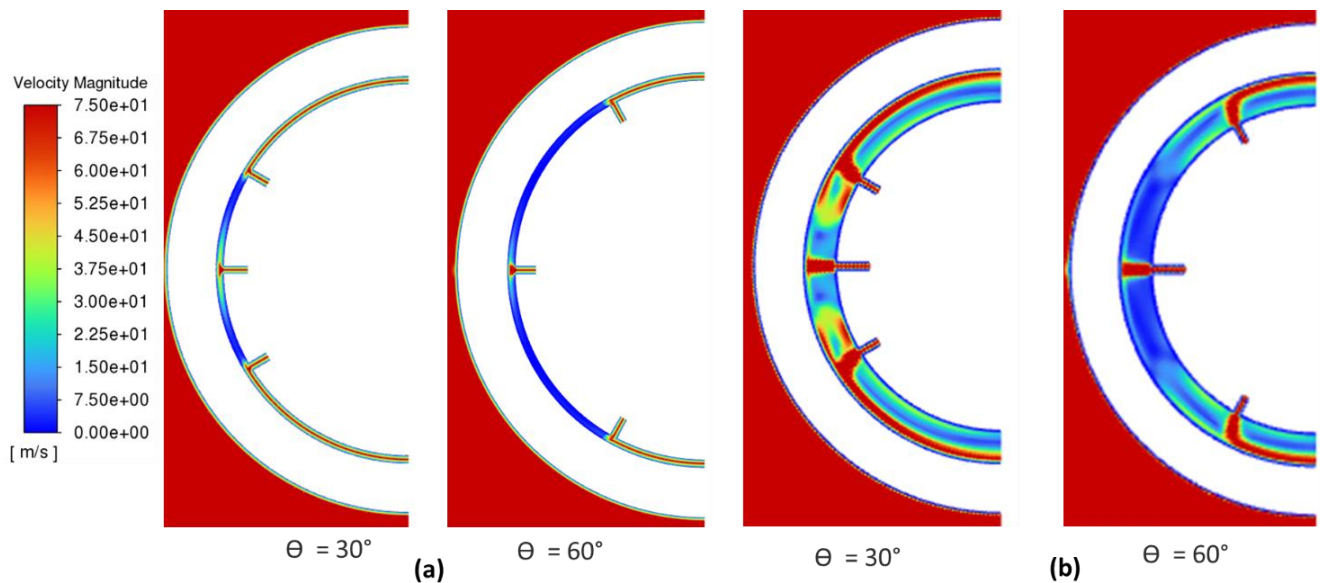 Velocity Magnitude
7.50e+01
6.75e+01
6.00e+01
5.25e+01
4.50e+01
3.75e+01
3.00e+01
2.25e+01
1.50e+01
7.50e+00
0.00e+00
[ m/s ]
ϴ = 30°
ϴ = 60°
ϴ = 30°
ϴ = 60°
(a)
(b)